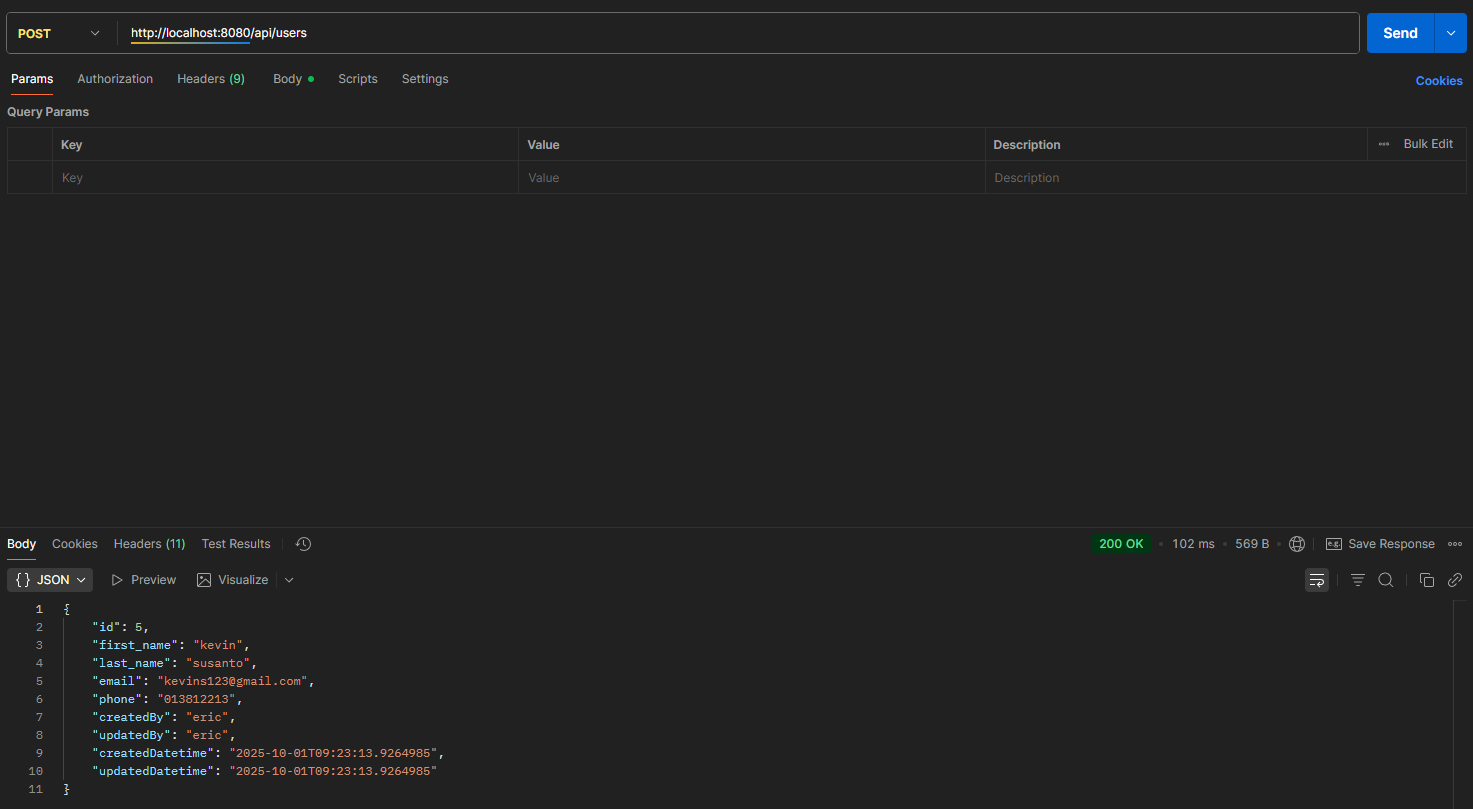 POST http://localhost:8080/api/users Send
Params Authorization Headers (9) Body Scripts Settings Cookies
Query Params
Key Value Description Bulk Edit
Key Value Description
Body Cookies Headers (11) Test Results 200 OK 102 ms 569 B e.g. Save Response
{} JSON Preview Visualize
1 {
2 "id": 5,
3 "first_name": "kevin",
4 "last_name": "susanto",
5 "email": "kevins123@gmail.com",
6 "phone": "013812213",
7 "createdBy": "eric",
8 "updatedBy": "eric",
9 "createdDatetime": "2025-10-01T09:23:13.9264985",
10 "updatedDatetime": "2025-10-01T09:23:13.9264985"
11 }